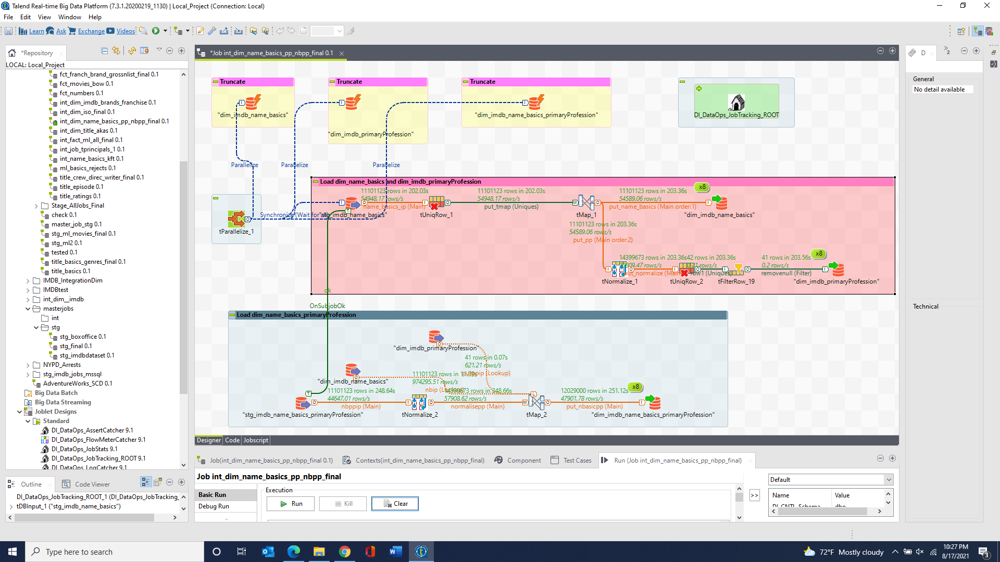 Talend Real-time Big Data Platform (7.3.1.20200219_1130) | Local_Project (Connection: Local)
File Edit View Window Help
Learn Ask Exchange Videos
*Repository
LOCAL: Local_Project
fct_franch_brand_grossnlist_final 0.1
fct_movies_bow 0.1
fct_numbers 0.1
int_dim_imdb_brands_franchise 0.1
int_dim_iso_final 0.1
int_dim_name_basics_pp_nbpp_final 0.1
int_dim_title_akas 0.1
int_fact_ml_all_final 0.1
int_job_tprincipals_1 0.1
int_name_basics_kft 0.1
ml_basics_rejects 0.1
title_crew_direc_writer_final 0.1
title_episode 0.1
title_ratings 0.1
Stage_AllJobs_Final
check 0.1
master_job_stg 0.1
stg_ml_movies_final 0.1
stg_ml2 0.1
tested 0.1
title_basics_genres_final 0.1
title_basics 0.1
IMDB_IntegrationDim
IMDBtest
int_dim__imdb
masterjobs
int
stg
stg_boxoffice 0.1
stg_final 0.1
stg_imdbdataset 0.1
NYPD_Arrests
stg_imdb_jobs_mssql
AdventureWorks_SCD 0.1
Big Data Batch
Big Data Streaming
Joblet Designs
Standard
DI_DataOps_AssertCatcher 9.1
DI_DataOps_FlowMeterCatcher 9.1
DI_DataOps_JobStats 9.1
DI_DataOps_JobTracking_ROOT 9.1
DI_DataOps_LogCatcher 9.1
Outline
Code Viewer
DI_DataOps_JobTracking_ROOT_1 (DI_DataOps_JobTracking_
tDBInput_1 ("stg_imdb_name_basics")
*Job int_dim_name_basics_pp_nbpp_final 0.1
Truncate
"dim_imdb_name_basics"
Truncate
"dim_imdb_primaryProfession"
Truncate
"dim_imdb_name_basics_primaryProfession"
DI_DataOps_JobTracking_ROOT
Parallelize
Parallelize
Parallelize
tParallelize_1
Load dim_name_basics and dim_imdb_primaryProfession
11101123 rows in 202.03s
54948.17 rows/s
name_basics_ip (Main)
11101123 rows in 202.03s
54948.17 rows/s
put_tmap (Uniques)
11101123 rows in 203.36s
54589.06 rows/s
put_name_basics (Main order:1)
x8
Synchronize (Wait for all)
"stg_imdb_name_basics"
tUniqRow_1
tMap_1
"dim_imdb_name_basics"
11101123 rows in 203.36s
54589.06 rows/s
put_pp (Main order:2)
14399673 rows in 203.36s
42 rows in 203.36s
0.21 rows/s
row1 (Uniques)
41 rows in 203.56s
0.2 rows/s
removenull (Filter)
x8
tNormalize_1
tUniqRow_2
tFilterRow_19
"dim_imdb_primaryProfession"
ok
OnSubjobOk
Load dim_name_basics_primaryProfession
"dim_imdb_primaryProfession"
41 rows in 0.07s
621.21 rows/s
(Lookup)
"dim_imdb_name_basics"
11101123 rows in 11.39s
974295.51 rows/s
nbip (Lookup)
11101123 rows in 248.64s
44647.01 rows/s
nbppip (Main)
14399673 rows in 248.66s
57908.62 rows/s
normalisepp (Main)
12029000 rows in 251.12s
47901.78 rows/s
put_nbasicpp (Main)
x8
"stg_imdb_name_basics_primaryProfession"
tNormalize_2
tMap_2
"dim_imdb_name_basics_primaryProfession"
Designer Code Jobscript
Job(int_dim_name_basics_pp_nbpp_final 0.1)
Contexts(int_dim_name_basics_pp_nbpp_final)
Component
Test Cases
Run (Job int_dim_name_basics_pp_nbpp_final)
Job int_dim_name_basics_pp_nbpp_final
Basic Run
Debug Run
Execution
Run
Kill
Clear
>>
Default
Name Value
DI_CNTL_Schema dbo
D
2
General
No detail available
Technical
Type here to search
72°F Mostly cloudy
10:27 PM
8/17/2021
3